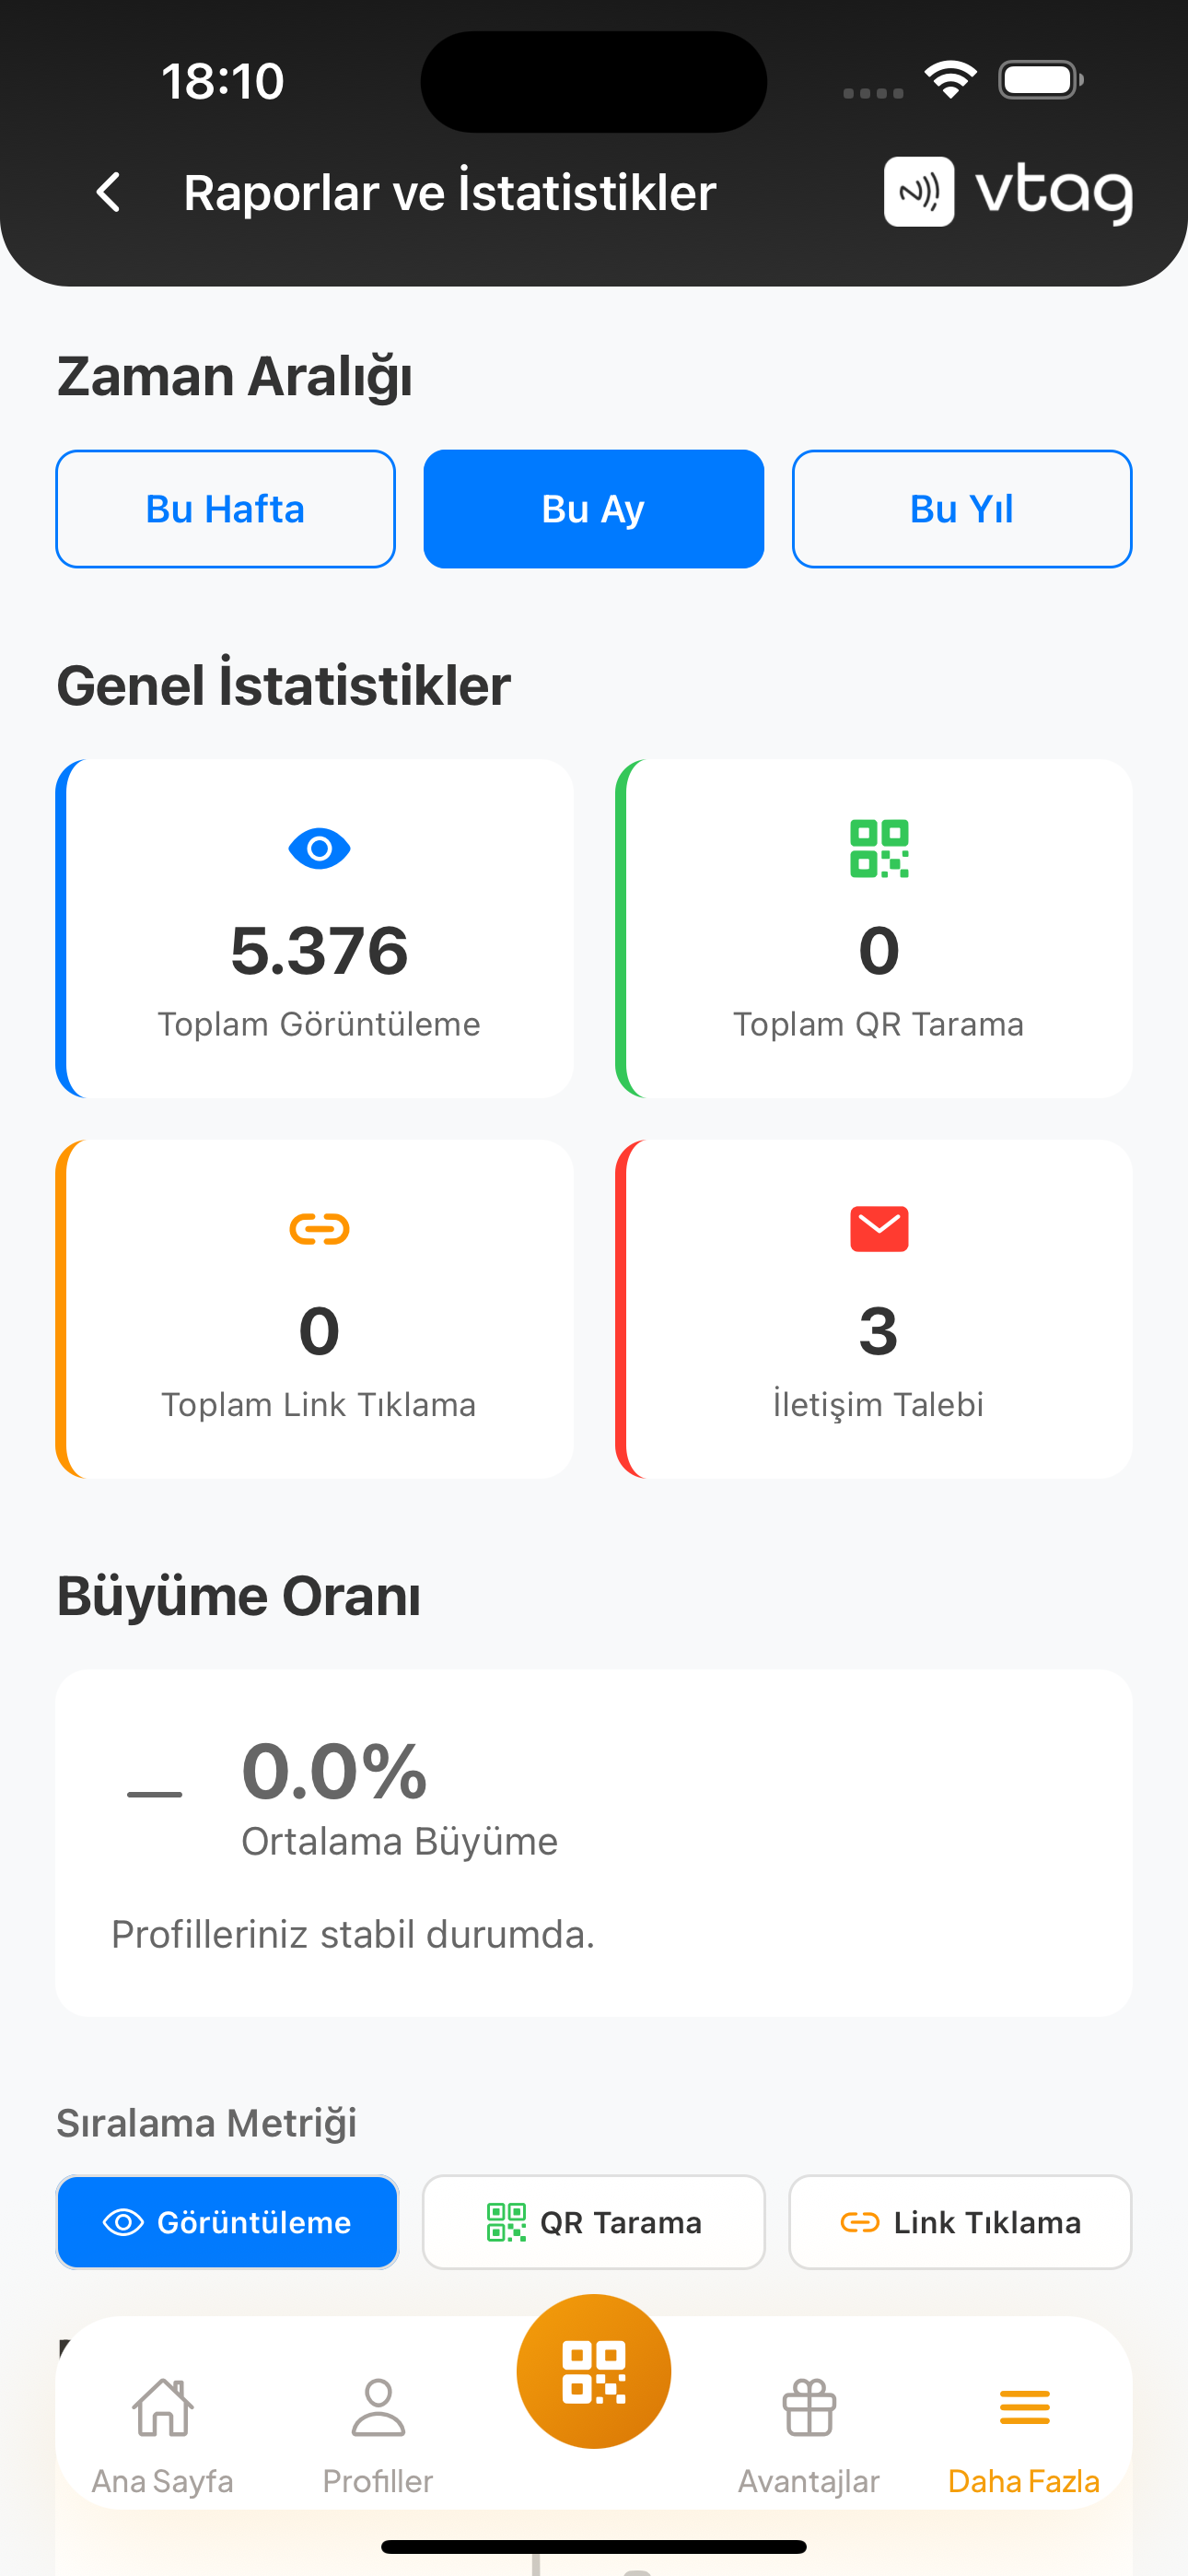 18:10
Raporlar ve İstatistikler
vtag
Zaman Aralığı
Bu Hafta
Bu Ay
Bu Yıl
Genel İstatistikler
5.376
Toplam Görüntüleme
0
Toplam QR Tarama
0
Toplam Link Tıklama
3
İletişim Talebi
Büyüme Oranı
0.0%
Ortalama Büyüme
Profilleriniz stabil durumda.
Sıralama Metriği
Görüntüleme
QR Tarama
Link Tıklama
Ana Sayfa
Profiller
Avantajlar
Daha Fazla